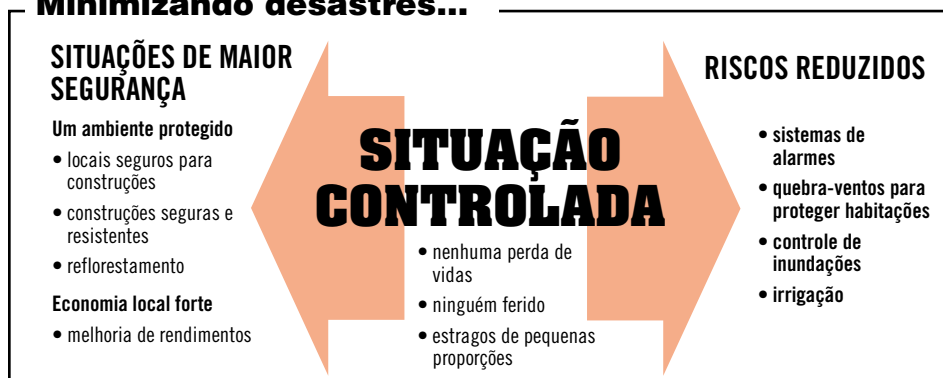 Minimizando desastres...
SITUAÇÕES DE MAIOR
SEGURANÇA
Um ambiente protegido
• locais seguros para
construções
• construções seguras e
resistentes
• reflorestamento
Economia local forte
• melhoria de rendimentos
SITUAÇÃO
CONTROLADA
• nenhuma perda de
vidas
• ninguém ferido
• estragos de pequenas
proporções
RISCOS REDUZIDOS
• sistemas de
alarmes
• quebra-ventos para
proteger habitações
• controle de
inundações
• irrigação